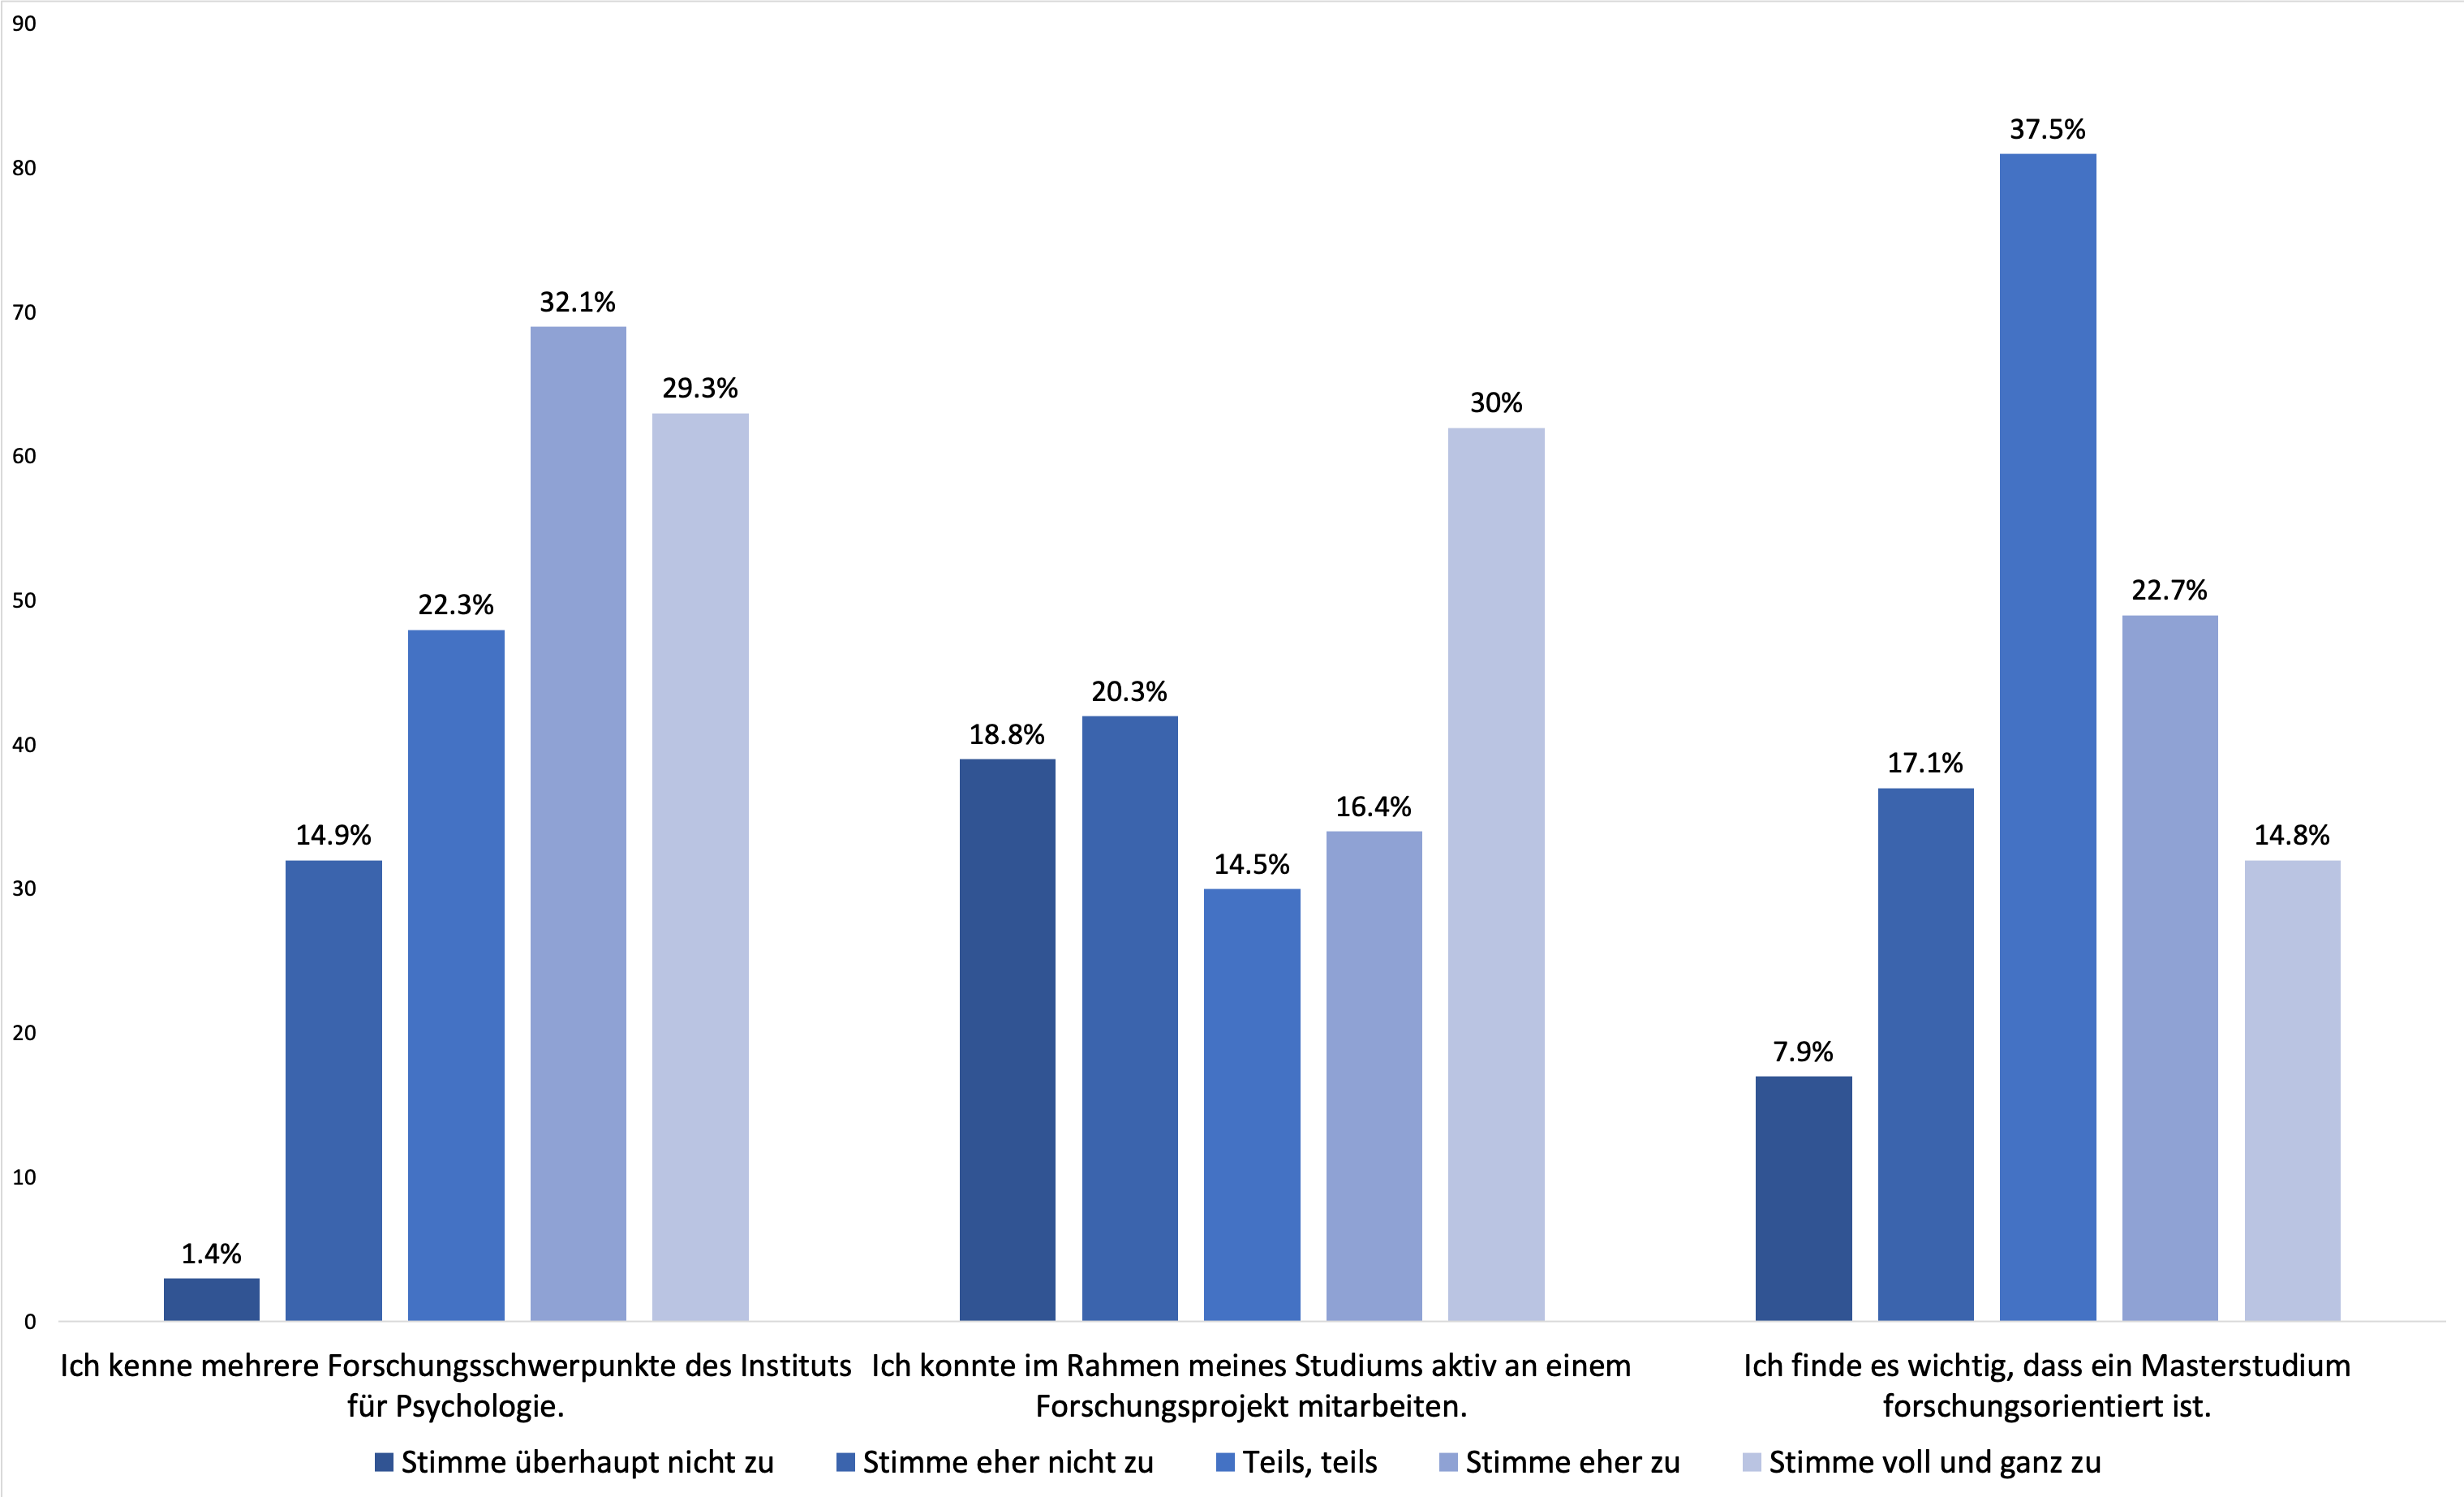 90
80
70
60
50
40
30
20
10
0
1.4%
14.9%
22.3%
32.1%
29.3%
18.8%
20.3%
14.5%
16.4%
30%
7.9%
17.1%
37.5%
22.7%
14.8%
Ich kenne mehrere Forschungsschwerpunkte des Instituts
für Psychologie.
Ich konnte im Rahmen meines Studiums aktiv an einem
Forschungsprojekt mitarbeiten.
Ich finde es wichtig, dass ein Masterstudium
forschungsorientiert ist.
Stimme überhaupt nicht zu
Stimme eher nicht zu
Teils, teils
Stimme eher zu
Stimme voll und ganz zu